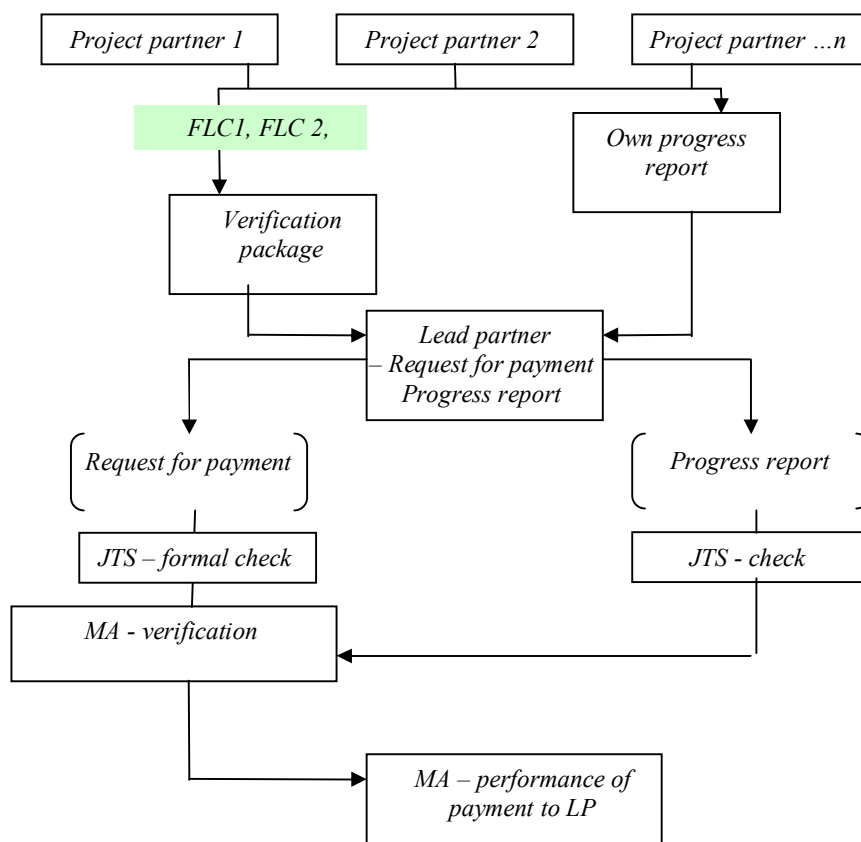 Project partner 1
Project partner 2
Project partner …n
FLC1, FLC 2,
Own progress
report
Verification
package
Lead partner
– Request for payment
Progress report
Request for payment
Progress report
JTS – formal check
JTS - check
MA - verification
MA – performance of
payment to LP